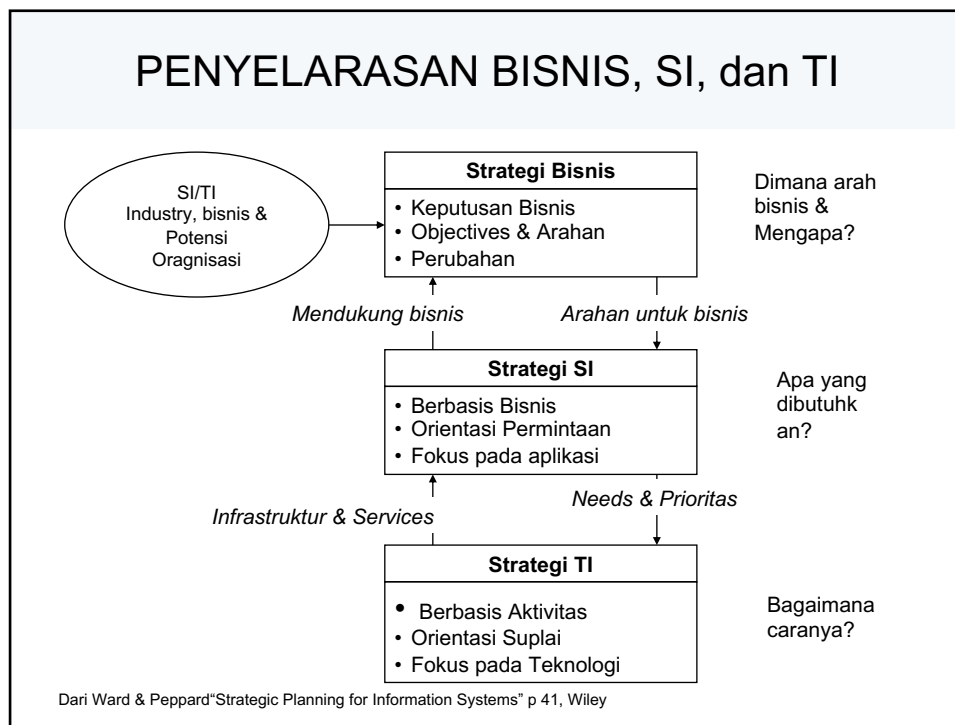 PENYELARASAN BISNIS, SI, dan TI
SI/TI
Industry, bisnis &
Potensi
Oragnisasi
Strategi Bisnis
• Keputusan Bisnis
• Objectives & Arahan
• Perubahan
Dimana arah
bisnis &
Mengapa?
Mendukung bisnis
Arahan untuk bisnis
Strategi SI
• Berbasis Bisnis
• Orientasi Permintaan
• Fokus pada aplikasi
Apa yang
dibutuhk
an?
Infrastruktur & Services
Needs & Prioritas
Strategi TI
• Berbasis Aktivitas
• Orientasi Suplai
• Fokus pada Teknologi
Bagaimana
caranya?
Dari Ward & Peppard“Strategic Planning for Information Systems” p 41, Wiley